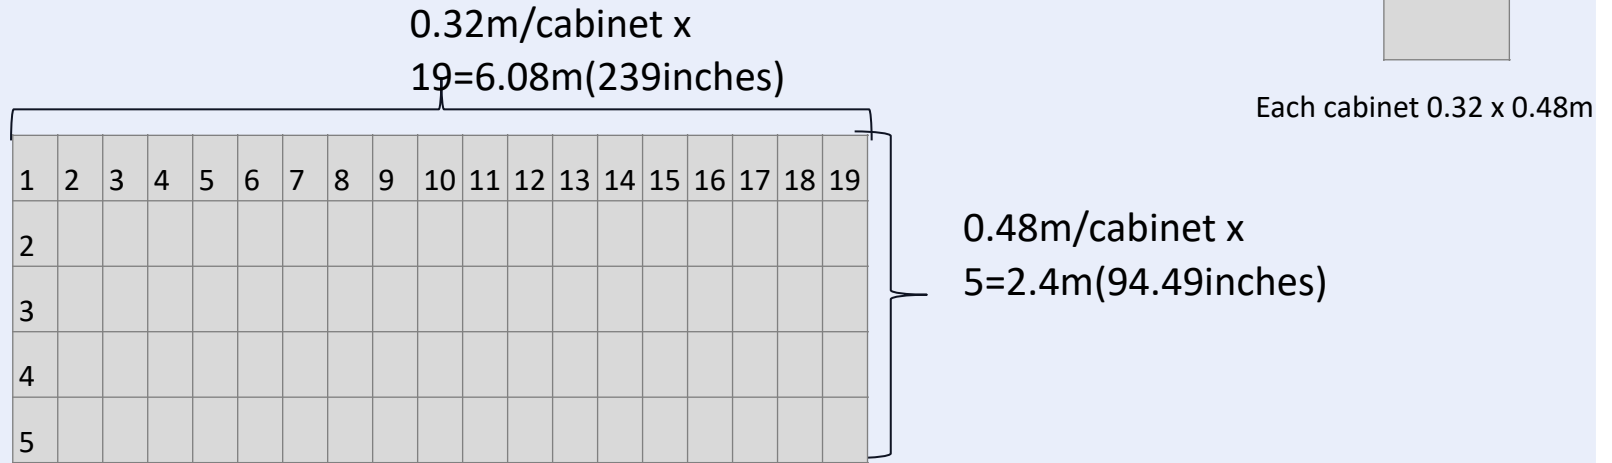 0.32m/cabinet x
19=6.08m(239inches)
Each cabinet 0.32 x 0.48m
1 2 3 4 5 6 7 8 9 10 11 12 13 14 15 16 17 18 19
2
3
4
5
0.48m/cabinet x
5=2.4m(94.49inches)